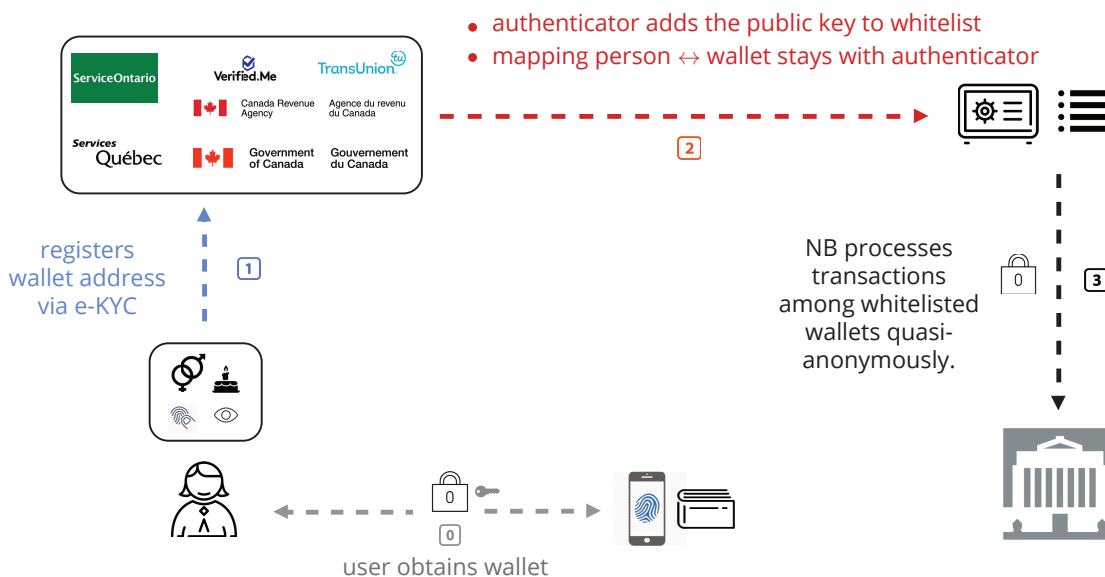 • authenticator adds the public key to whitelist
• mapping person ↔ wallet stays with authenticator
ServiceOntario
Verified.Me
TransUnion
tu
Canada Revenue
Agency
Agence du revenu
du Canada
Services
Québec
Government
of Canada
Gouvernement
du Canada
2
registers
wallet address
via e-KYC
1
NB processes
transactions
among whitelisted
wallets quasi-
anonymously.
0
3
0
0
user obtains wallet